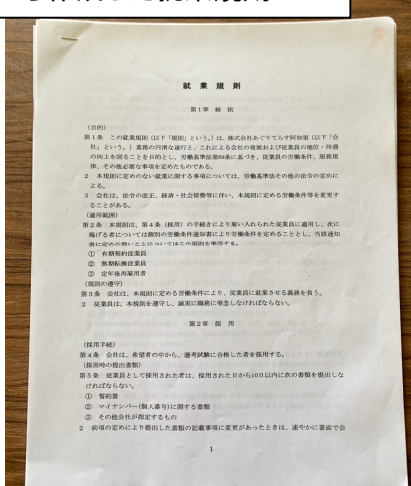 就 業 規 則
第1章 総 則
(目的)
第1条 この就業規則(以下「規則」という。)は、株式会社あぐりてらす阿知須(以下「会
社」という。)業務の円滑な遂行と、これによる会社の発展および従業員の地位・待遇
の向上を図ることを目的とし、労働基準法第89条に基づき、従業員の労働条件、服務規
律、その他必要な事項を定めたものである。
2 本規則に定めのない就業に関する事項については、労働基準法その他の法令の定めに
よる。
3 会社は、法令の改正、経済・社会情勢等に伴い、本規則に定める労働条件等を変更す
ることがある。
(適用範囲)
第2条 本規則は、第4条(採用)の手続きにより雇い入れられた従業員に適用し、次に
掲げる者については個別の労働条件通知書により労働条件を定めることとし、当該通知
書に定めの無いことについてはこの規則を準用する。
① 有期契約従業員
② 無期転換従業員
③ 定年後再雇用者
(規則の遵守)
第3条 会社は、本規則に定める労働条件により、従業員に就業させる義務を負う。
2 従業員は、本規則を遵守し、誠実に職務に専念しなければならない。
第2章 採 用
(採用手続)
第4条 会社は、希望者の中から、選考試験に合格した者を採用する。
(採用時の提出書類)
第5条 従業員として採用された者は、採用された日から10日以内に次の書類を提出しな
ければならない。
① 誓約書
② マイナンバー(個人番号)に関する書類
③ その他会社が指定するもの
2 前項の定めにより提出した書類の記載事項に変更があったときは、速やかに書面で会
1